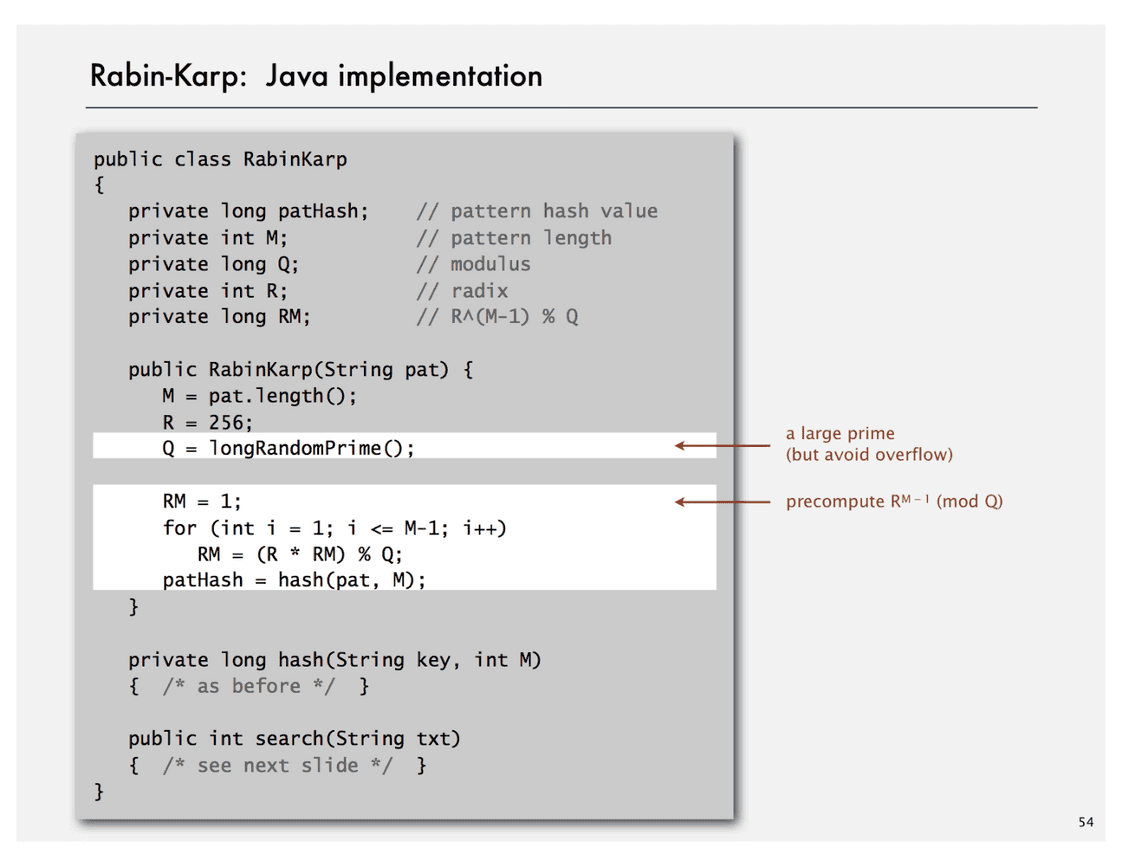 Rabin-Karp: Java implementation
public class RabinKarp
{
private long patHash; // pattern hash value
private int M; // pattern length
private long Q; // modulus
private int R; // radix
private long RM; // R^(M-1) % Q
public RabinKarp(String pat) {
M = pat.length();
R = 256;
Q = longRandomPrime();
a large prime
(but avoid overflow)
RM = 1;
precompute Rᴹ⁻¹ (mod Q)
for (int i = 1; i <= M-1; i++)
RM = (R * RM) % Q;
patHash = hash(pat, M);
}
private long hash(String key, int M)
{ /* as before */ }
public int search(String txt)
{ /* see next slide */ }
}
54